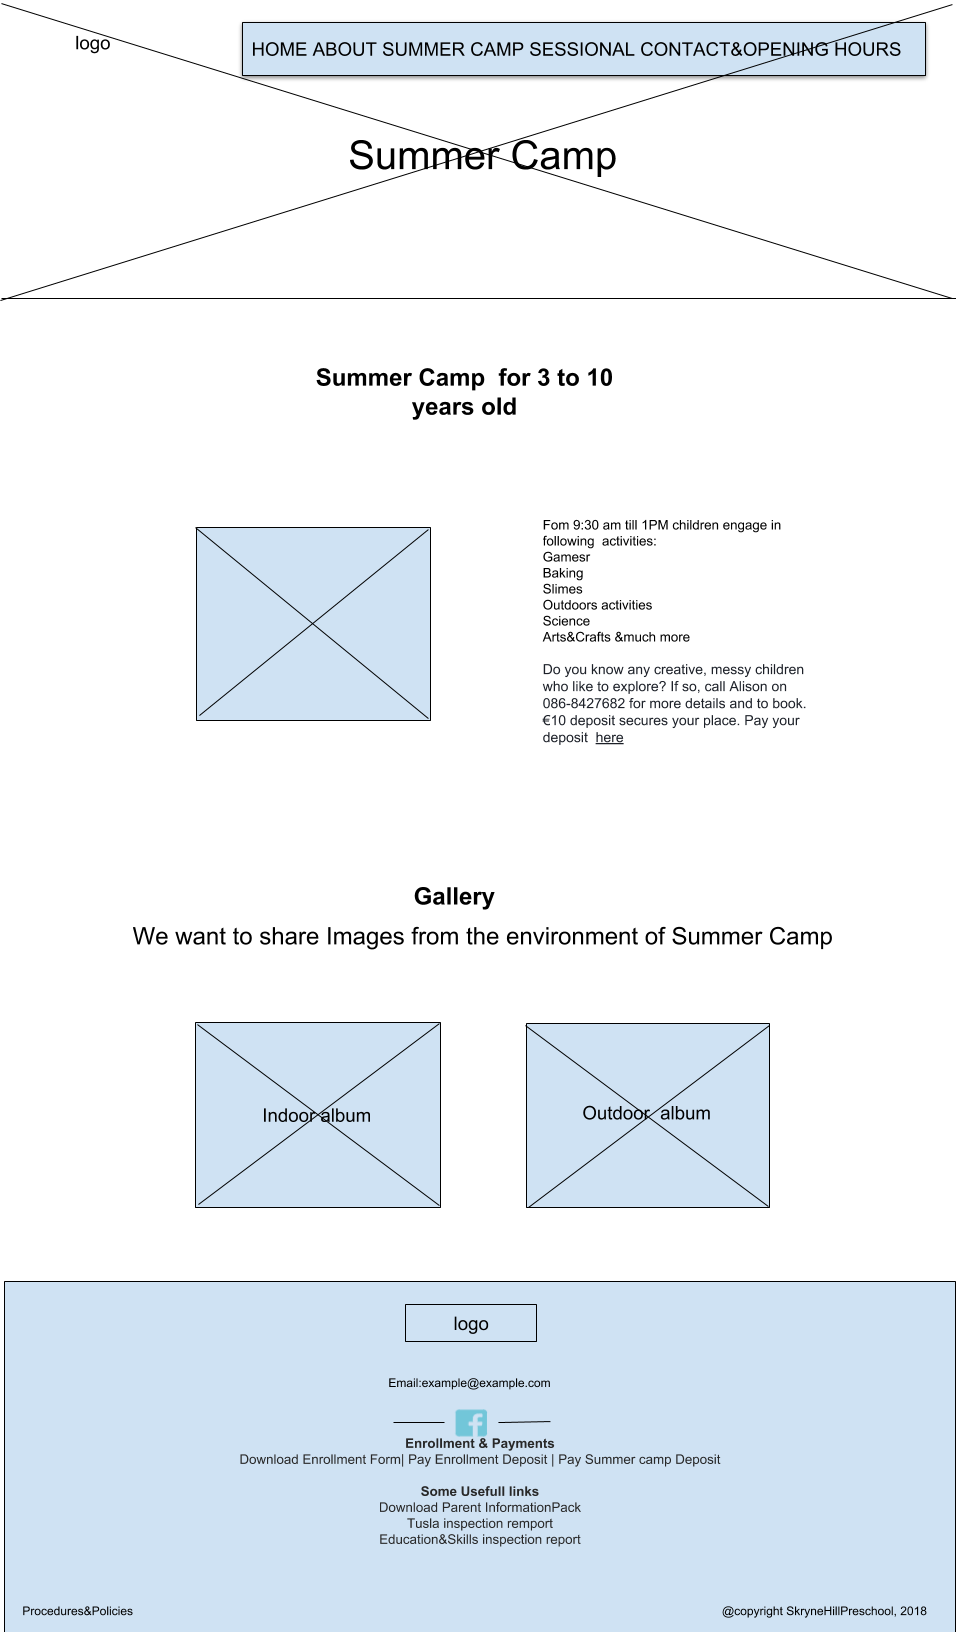 logo
HOME ABOUT SUMMER CAMP SESSIONAL CONTACT&OPENING HOURS
Summer Camp
Summer Camp  for 3 to 10
years old
Fom 9:30 am till 1PM children engage in
following  activities:
Gamesr
Baking
Slimes
Outdoors activities
Science
Arts&Crafts &much more
Do you know any creative, messy children
who like to explore? If so, call Alison on
086-8427682 for more details and to book.
€10 deposit secures your place. Pay your
deposit  here
Gallery
We want to share Images from the environment of Summer Camp
Indoor album
Outdoor  album
logo
Email:example@example.com
f
Enrollment & Payments
Download Enrollment Form| Pay Enrollment Deposit | Pay Summer camp Deposit
Some Usefull links
Download Parent InformationPack
Tusla inspection remport
Education&Skills inspection report
Procedures&Policies
@copyright SkryneHillPreschool, 2018